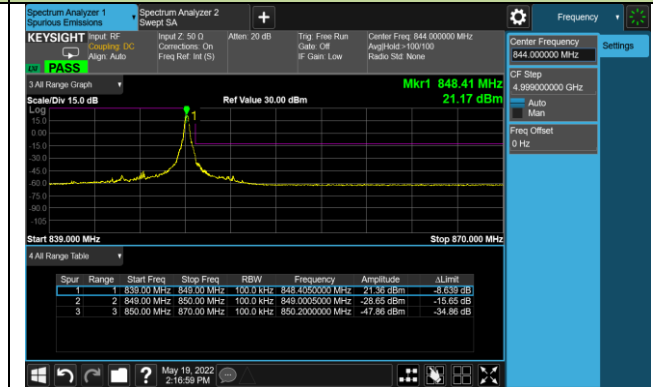 Spectrum Analyzer 1
Spurious Emissions
Spectrum Analyzer 2
Swept SA
+
Frequency
KEYSIGHT
Input: RF
Coupling: DC
Align: Auto
Input Z: 50 Ω
Corrections: On
Freq Ref: Int (S)
Atten: 20 dB
Trig: Free Run
Gate: Off
IF Gain: Low
Center Freq: 844.000000 MHz
Avg|Hold:>100/100
Radio Std: None
PASS
Center Frequency
844.000000 MHz
Settings
CF Step
4.999000000 GHz
Auto
Man
Freq Offset
0 Hz
3 All Range Graph
Mkr1 848.41 MHz
21.17 dBm
Scale/Div 15.0 dB
Ref Value 30.00 dBm
Log
15.0
0.00
-15.0
-30.0
-45.0
-60.0
-75.0
-90.0
-105
1
Start 839.000 MHz
Stop 870.000 MHz
4 All Range Table
Spur Range Start Freq Stop Freq RBW Frequency Amplitude ΔLimit
1 1 839.00 MHz 849.00 MHz 100.0 kHz 848.4050000 MHz 21.36 dBm -8.639 dB
2 2 849.00 MHz 850.00 MHz 100.0 kHz 849.0005000 MHz -28.65 dBm -15.65 dB
3 3 850.00 MHz 870.00 MHz 100.0 kHz 850.2000000 MHz -47.86 dBm -34.86 dB
?
May 19, 2022
2:16:59 PM